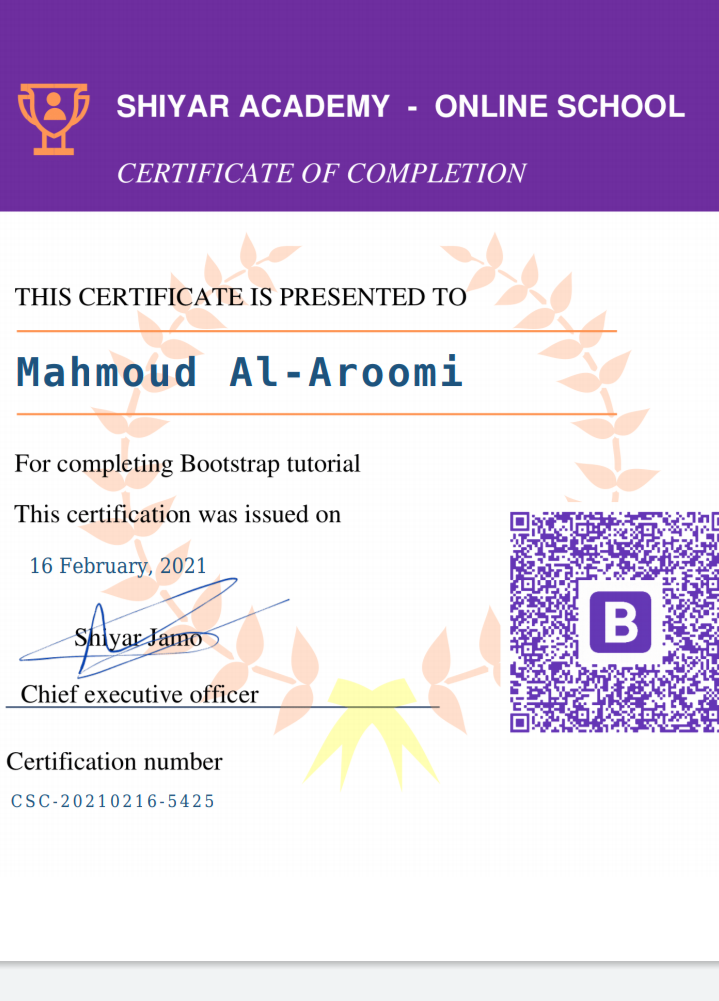 SHIYAR ACADEMY - ONLINE SCHOOL
CERTIFICATE OF COMPLETION
THIS CERTIFICATE IS PRESENTED TO
Mahmoud Al-Aroomi
For completing Bootstrap tutorial
This certification was issued on
16 February, 2021
Shiyar Jamo
Chief executive officer
B
Certification number
CSC-20210216-5425